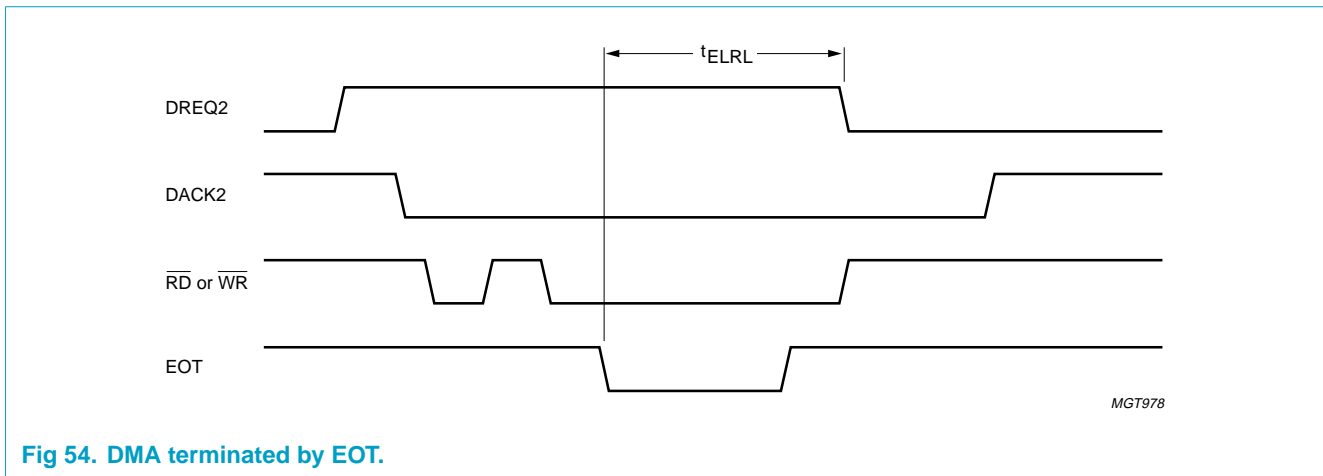 tELRL
DREQ2
DACK2
RD or WR
EOT
MGT978
Fig 54. DMA terminated by EOT.